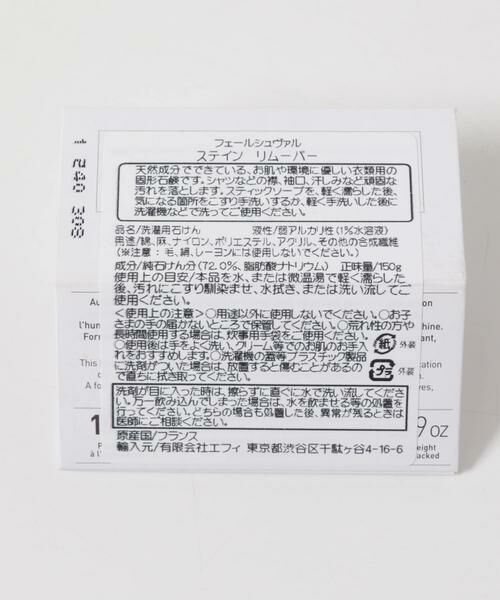 フェールシュヴァル
ステイン リムーバー
天然成分でできている、お肌や環境に優しい衣類用の
固形石鹸です。シャツなどの襟、袖口、汗しみなど頑固な
汚れを落とします。スティックソープを、軽く濡らした後、
気になる箇所をこすり手洗いするか、軽く手洗いした後に
洗濯機などで洗ってご使用ください。
品名/洗濯用石けん 液性/弱アルカリ性(1%水溶液)
用途/綿、麻、ナイロン、ポリエステル、アクリル、その他の合成繊維
(※注意：毛、絹、レーヨンには使用しないでください。)
成分/純石けん分(72.0%、脂肪酸ナトリウム) 正味量/150g
使用上の目安/本品を水、または微温湯で軽く濡らした
後、汚れにこすり馴染ませ、水拭き、または洗い流してご
使用ください。
<使用上の注意>○用途以外に使用しないでください。○お子
さまの手の届かないところで保管してください。○荒れ性の方や
長時間使用する場合は、炊事用手袋をご使用ください。
○使用後は手をよく洗い、クリーム等でのお肌のお手入
れをおすすめします。○洗濯機の蓋等プラスチック製品
に洗剤がついた場合は、放置すると傷むことがあるの
で直ちに拭き取ってください。
紙 外装
プラ 外装
洗剤が目に入った時は、擦らずに直ぐに水で洗い流してくだ
さい。万一飲み込んでしまった場合は、水を飲ませる等の処置を
行ってください。どちらの場合も処置した後、異常が残るときは
医師にご相談ください。
原産国/フランス
輸入元/有限会社エフィ 東京都渋谷区千駄ヶ谷4-16-6
Au
l'hum
Form
This
de la
A fo
hine.
tant,
9 OZ